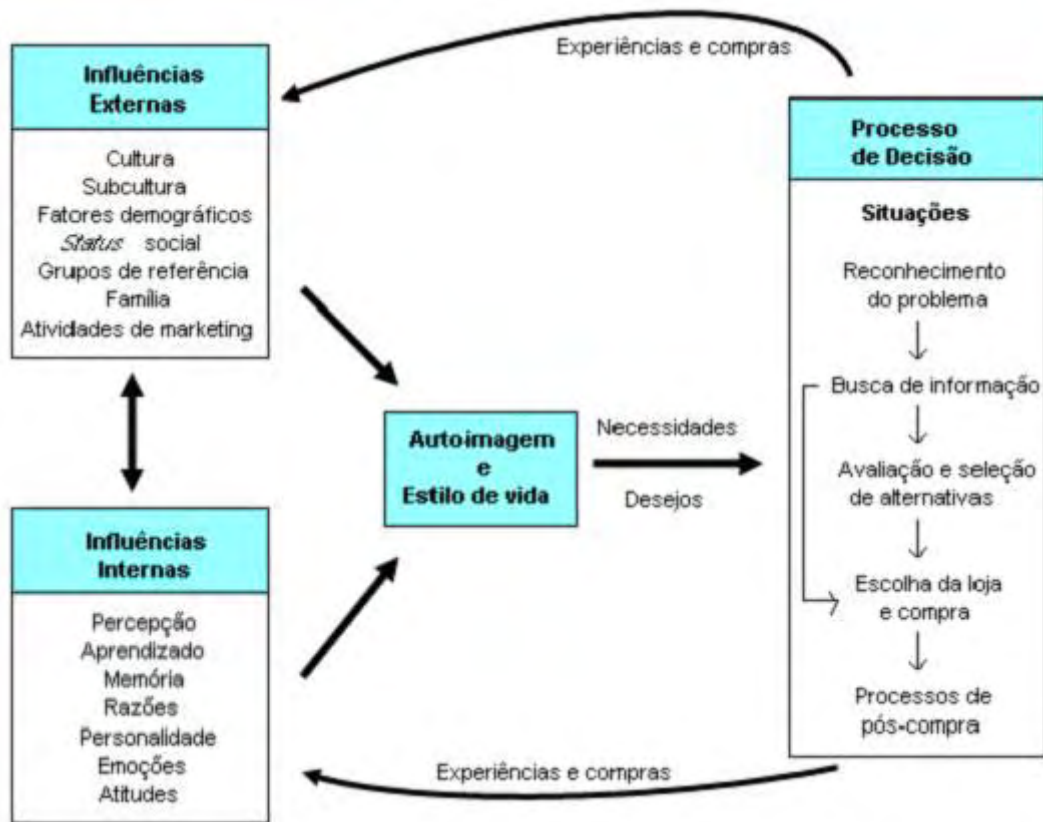 Experiências e compras
Influências
Externas
Cultura
Subcultura
Fatores demográficos
Status social
Grupos de referência
Família
Atividades de marketing
Influências
Internas
Percepção
Aprendizado
Memória
Razões
Personalidade
Emoções
Atitudes
Autoimagem
e
Estilo de vida
Necessidades
Desejos
Processo
de Decisão
Situações
Reconhecimento
do problema
Busca de informação
Avaliação e seleção
de alternativas
Escolha da loja
e compra
Processos de
pós-compra
Experiências e compras